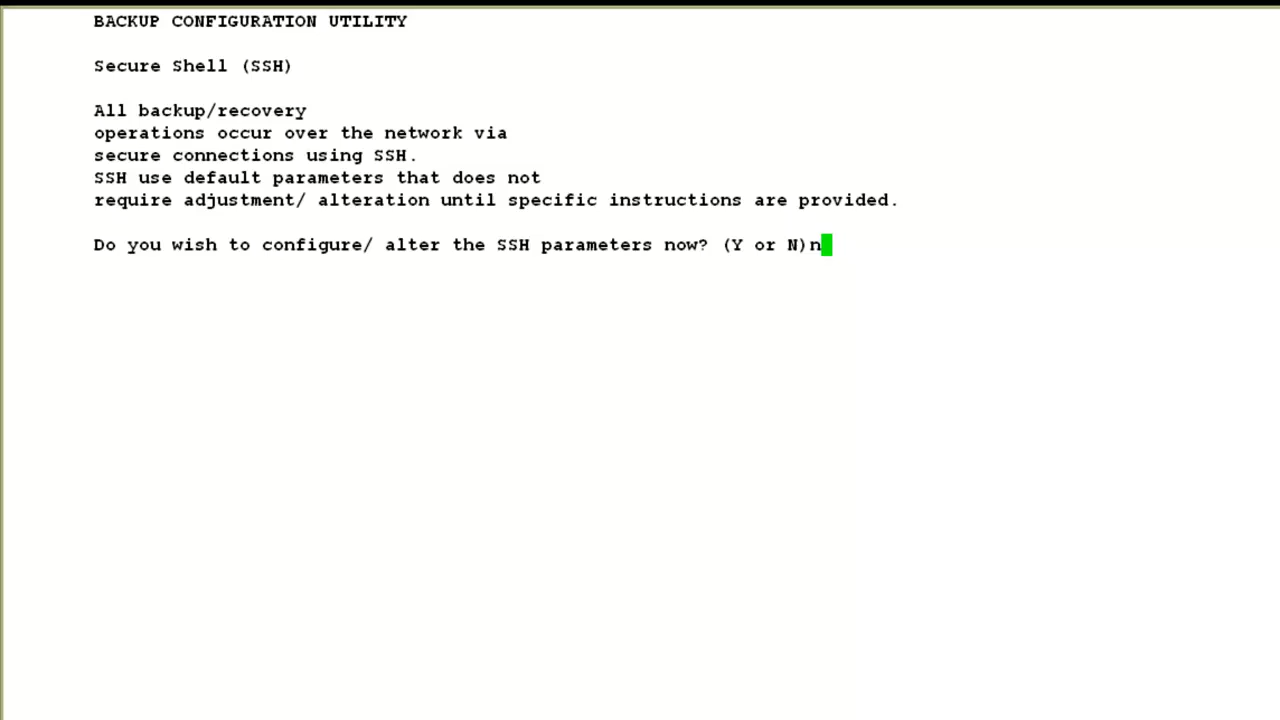 BACKUP CONFIGURATION UTILITY
Secure Shell (SSH)
All backup/recovery
operations occur over the network via
secure connections using SSH.
SSH use default parameters that does not
require adjustment/ alteration until specific instructions are provided.
Do you wish to configure/ alter the SSH parameters now? (Y or N)n